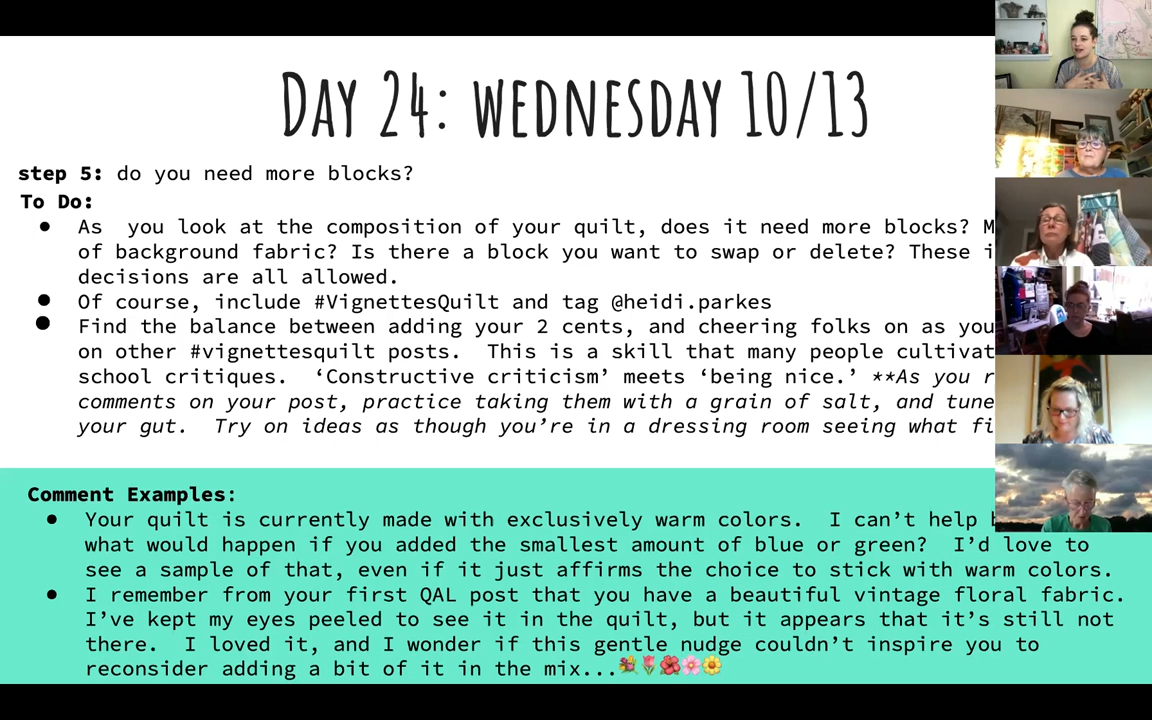 Day 24: Wednesday 10/13
step 5: do you need more blocks?
To Do:
● As you look at the composition of your quilt, does it need more blocks? M
of background fabric? Is there a block you want to swap or delete? These i
decisions are all allowed.
● Of course, include #VignettesQuilt and tag @heidi.parkes
● Find the balance between adding your 2 cents, and cheering folks on as you
on other #vignettesquilt posts. This is a skill that many people cultivat
school critiques. ‘Constructive criticism’ meets ‘being nice.’ **As you r
comments on your post, practice taking them with a grain of salt, and tune
your gut. Try on ideas as though you’re in a dressing room seeing what fi
Comment Examples:
● Your quilt is currently made with exclusively warm colors. I can’t help b
what would happen if you added the smallest amount of blue or green? I’d love to
see a sample of that, even if it just affirms the choice to stick with warm colors.
● I remember from your first QAL post that you have a beautiful vintage floral fabric.
I’ve kept my eyes peeled to see it in the quilt, but it appears that it’s still not
there. I loved it, and I wonder if this gentle nudge couldn’t inspire you to
reconsider adding a bit of it in the mix...💐🌷🌺🌸🌼